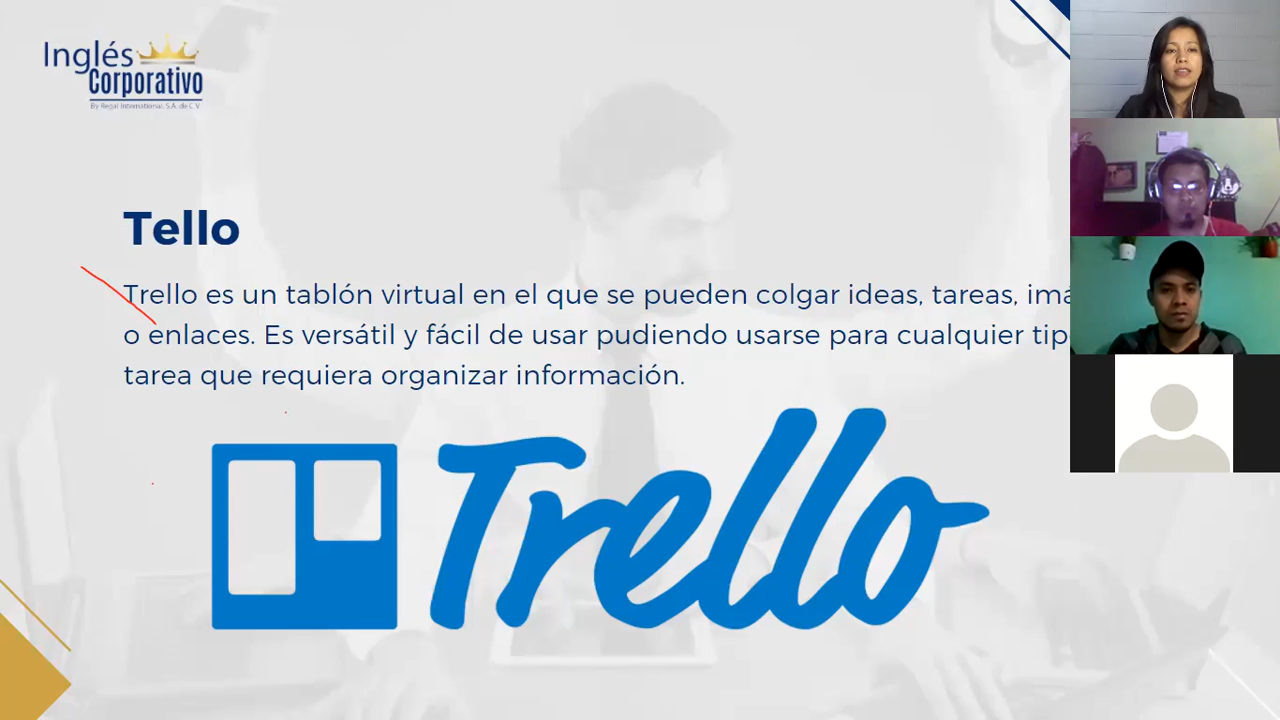 Inglés
Corporativo
By Regal International, S.A. de C.V.
Tello
Trello es un tablón virtual en el que se pueden colgar ideas, tareas, imá
o enlaces. Es versátil y fácil de usar pudiendo usarse para cualquier tip
tarea que requiera organizar información.
Trello